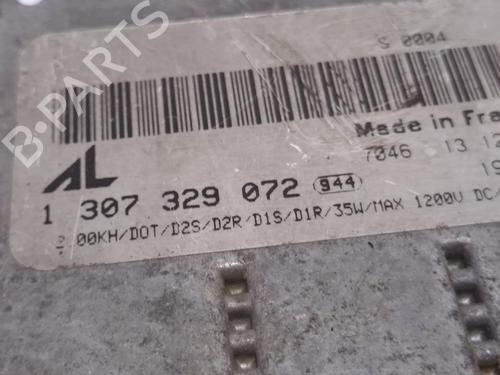 S 0004
B-PARTS
Made in Fra
7046 13 12
AL
1 307 329 072 944
00KH/DOT/D2S/D2R/D1S/D1R/35W/MAX 1200V DC